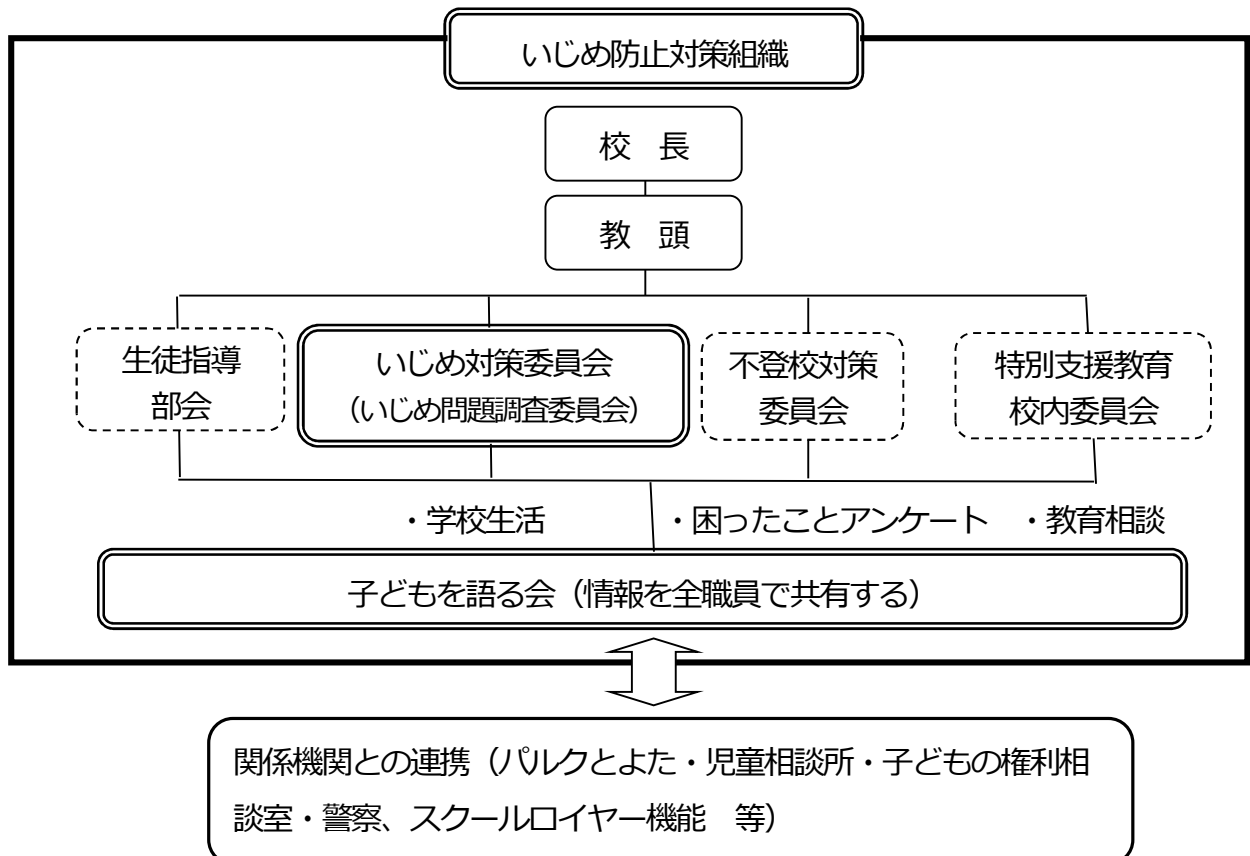 いじめ防止対策組織
校　長
教　頭
生徒指導
部会
いじめ対策委員会
（いじめ問題調査委員会）
不登校対策
委員会
特別支援教育
校内委員会
・学校生活　　　・困ったことアンケート　・教育相談
子どもを語る会（情報を全職員で共有する）
関係機関との連携（パルクとよた・児童相談所・子どもの権利相
談室・警察、スクールロイヤー機能　等）